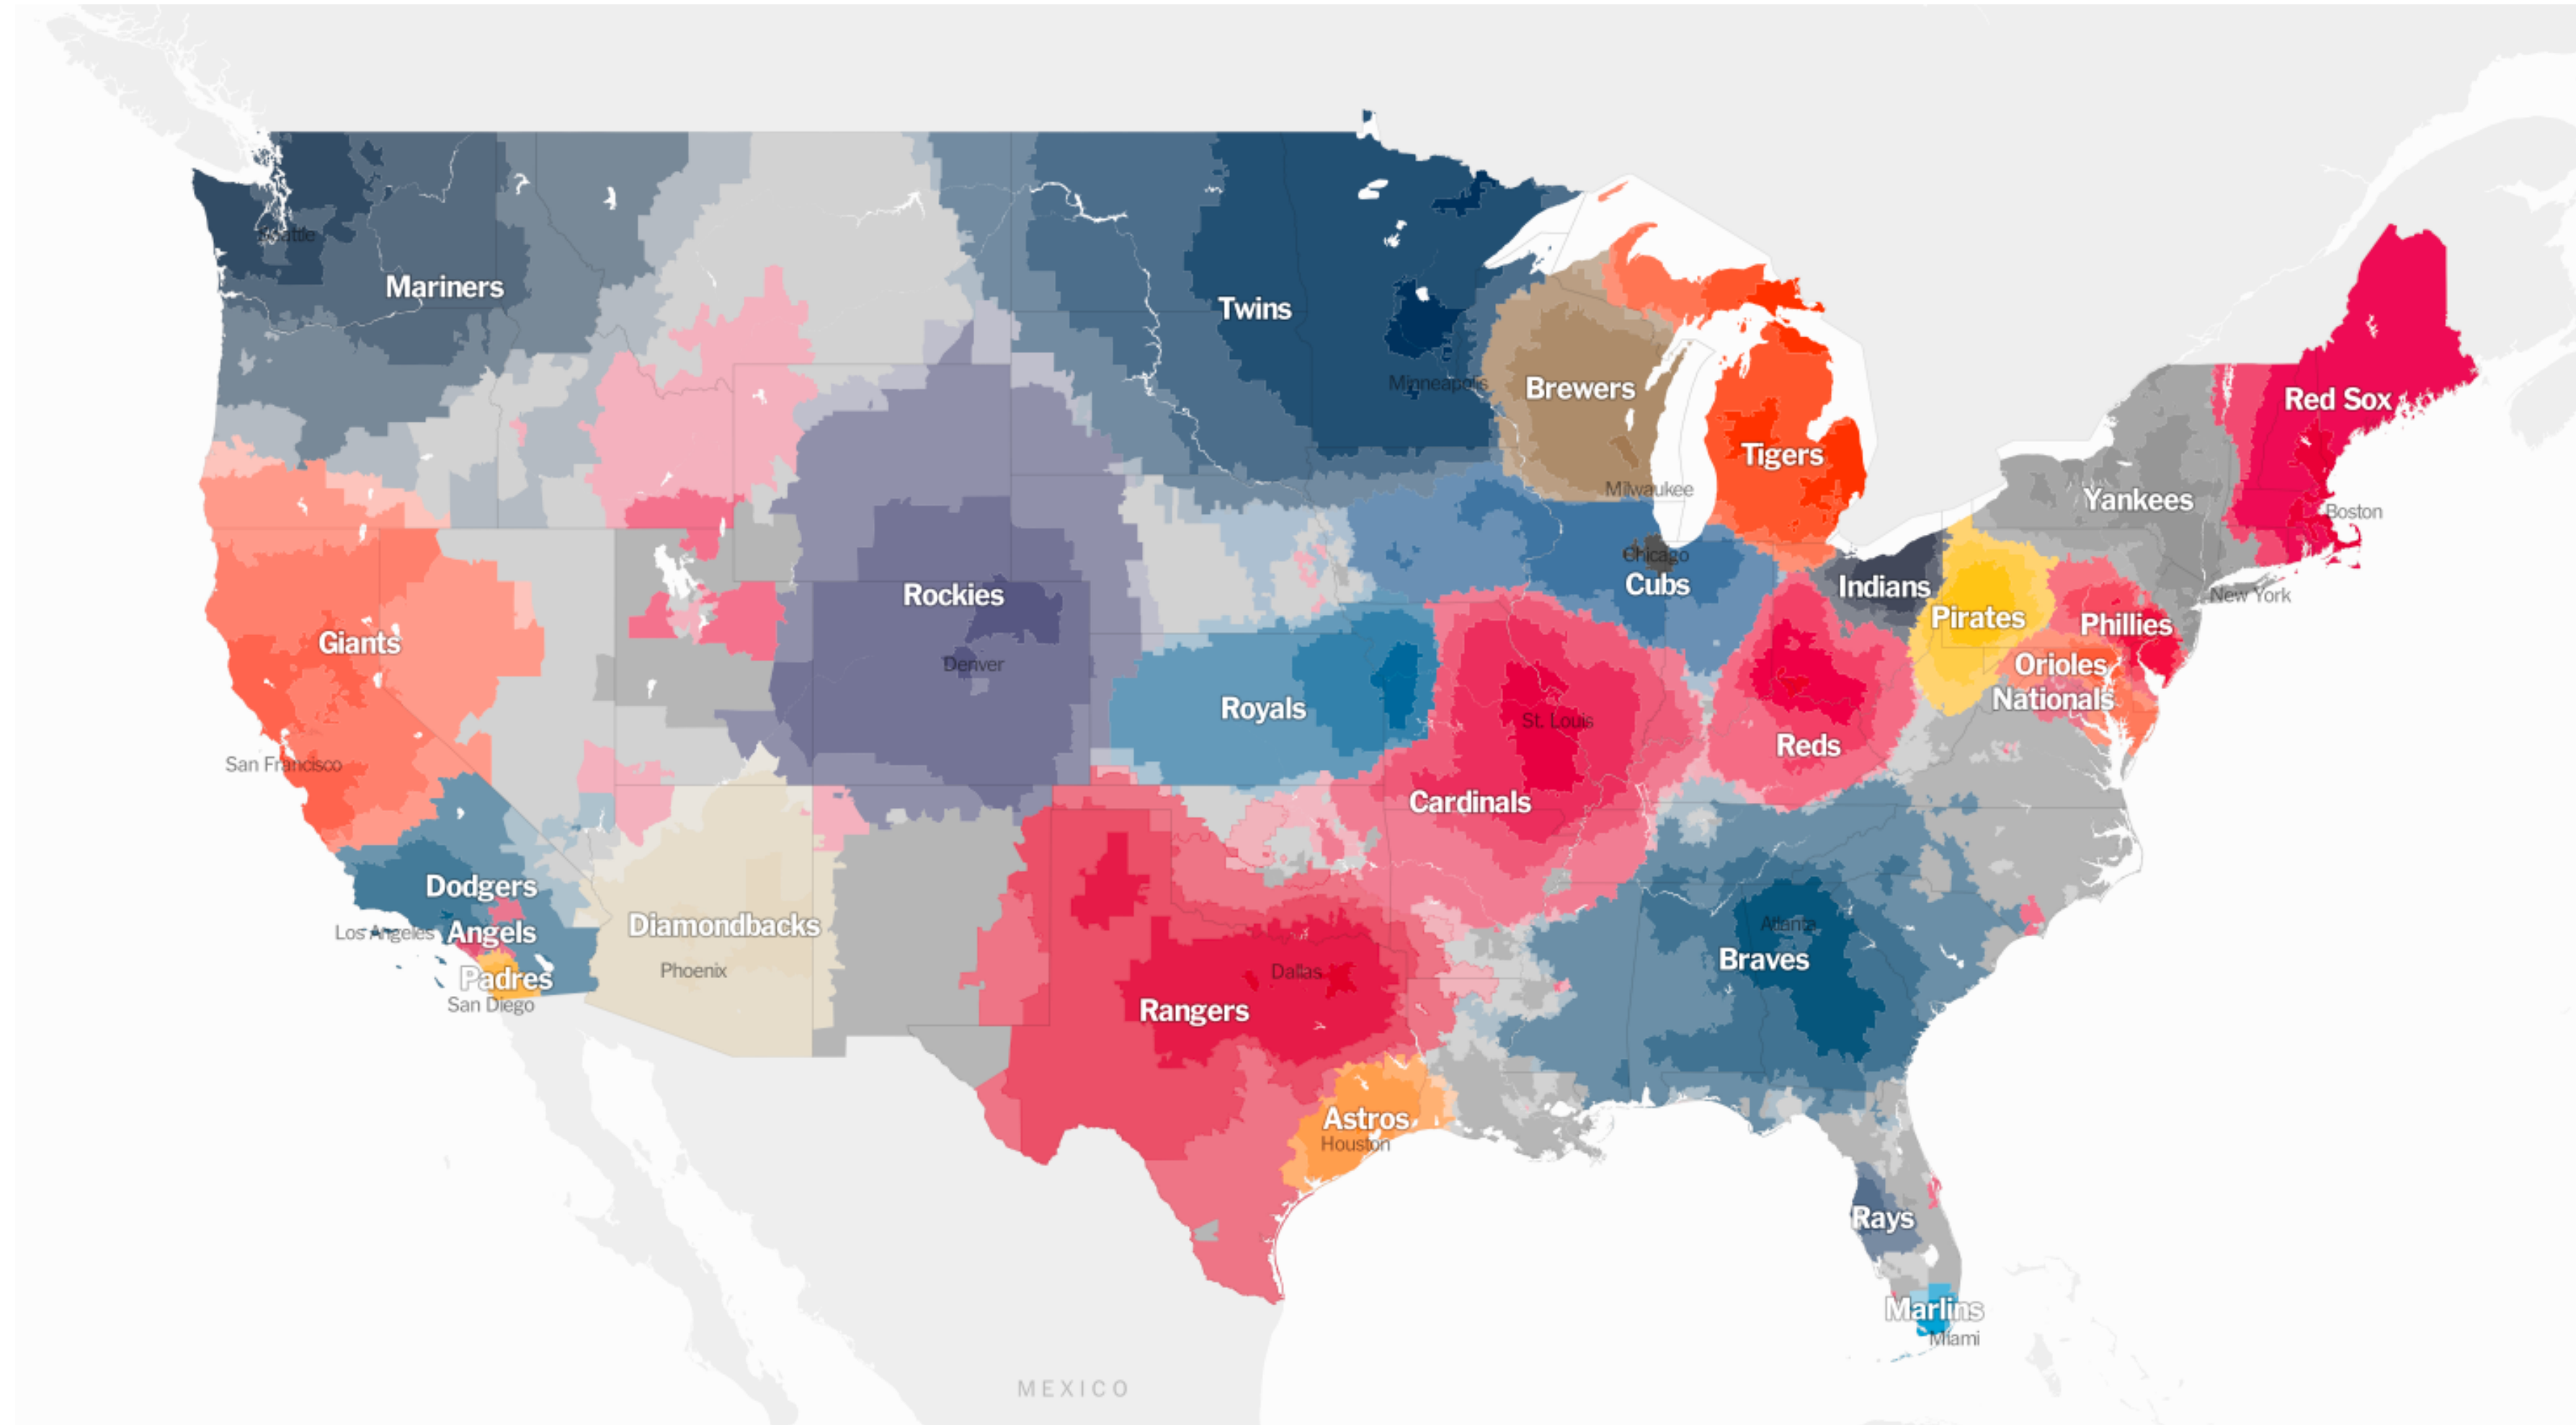 Seattle
Mariners
Twins
Minneapolis
Brewers
Milwaukee
Tigers
Red Sox
Boston
Yankees
New York
Chicago
Cubs
Indians
Pirates
Phillies
Orioles
Nationals
Rockies
Denver
Giants
San Francisco
Royals
St. Louis
Cardinals
Reds
Dodgers
Los Angeles
Angels
Padres
San Diego
Diamondbacks
Phoenix
Dallas
Rangers
Astros
Houston
Atlanta
Braves
Rays
Marlins
Miami
MEXICO